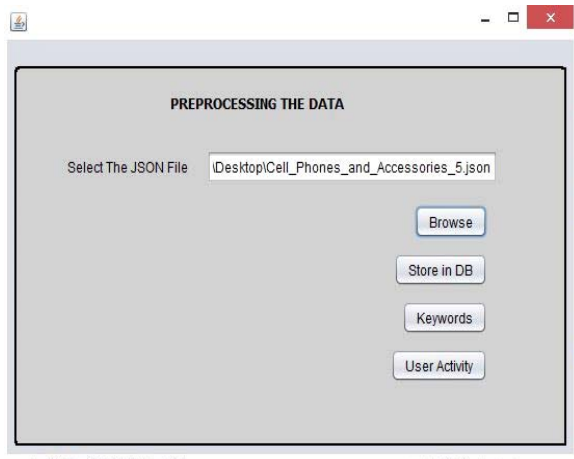 PREPROCESSING THE DATA
Select The JSON File \Desktop\Cell_Phones_and_Accessories_5.json
Browse
Store in DB
Keywords
User Activity